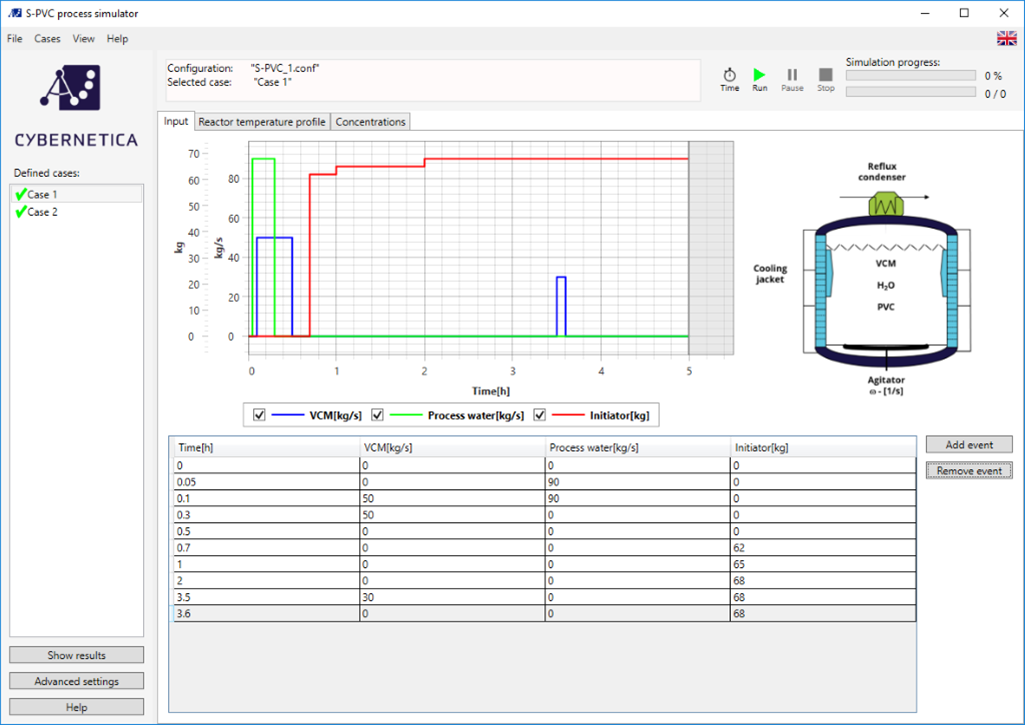 S-PVC process simulator
File Cases View Help
Configuration: "S-PVC_1.conf"
Selected case: "Case 1"
Time Run Pause Stop
Simulation progress:
0 %
0 / 0
CYBERNETICA
Defined cases:
Case 1
Case 2
Show results
Advanced settings
Help
Input Reactor temperature profile Concentrations
70
60
50
40
30
20
10
0
kg
80
60
40
20
0
kg/s
0 1 2 3 4 5
Time[h]
VCM[kg/s] Process water[kg/s] Initiator[kg]
Reflux
condenser
Cooling
jacket
VCM
H₂O
PVC
Agitator
ω - [1/s]
Time[h] VCM[kg/s] Process water[kg/s] Initiator[kg]
0 0 0 0
0.05 0 90 0
0.1 50 90 0
0.3 50 0 0
0.5 0 0 0
0.7 0 0 62
1 0 0 65
2 0 0 68
3.5 30 0 68
3.6 0 0 68
Add event
Remove event